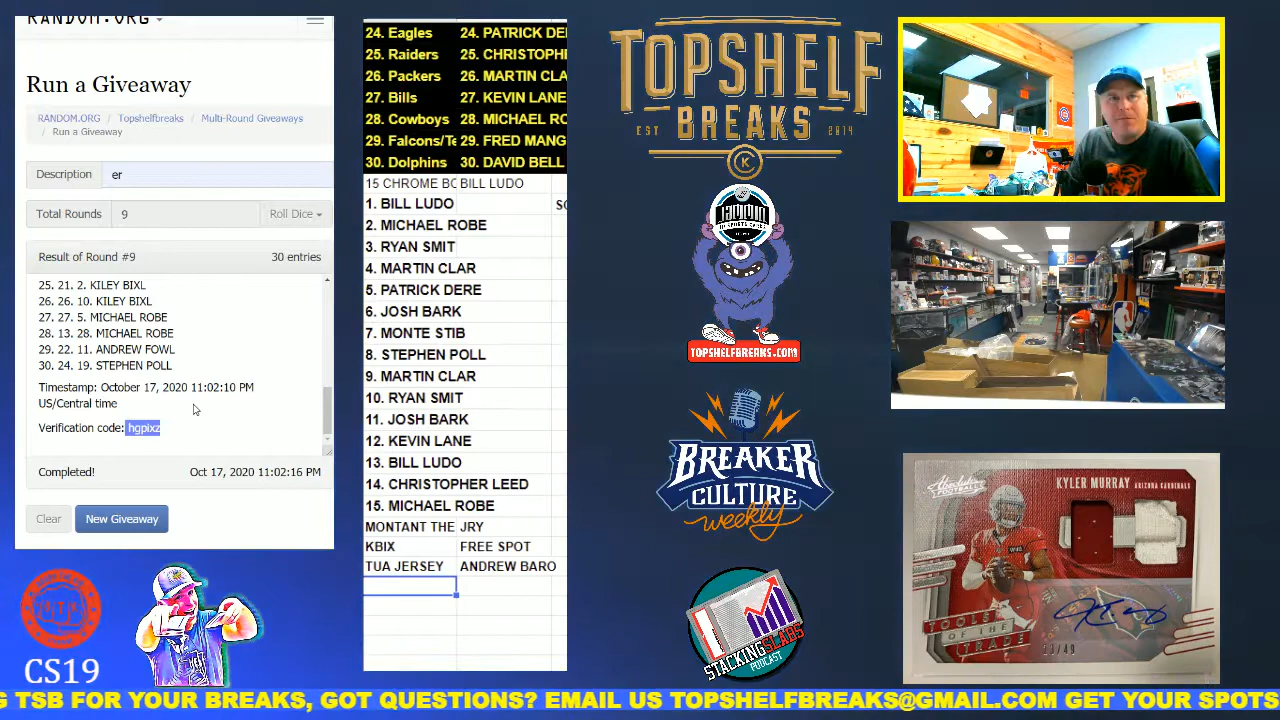 RANDOM.ORG
Run a Giveaway
RANDOM.ORG
Topshelfbreaks
Multi-Round Giveaways
Run a Giveaway
Description
er
Total Rounds
9
Roll Dice
Result of Round #9
30 entries
25. 21. 2. KILEY BIXL
26. 26. 10. KILEY BIXL
27. 27. 5. MICHAEL ROBE
28. 13. 28. MICHAEL ROBE
29. 22. 11. ANDREW FOWL
30. 24. 19. STEPHEN POLL
Timestamp: October 17, 2020 11:02:10 PM
US/Central time
Verification code: hgpixz
Completed!
Oct 17, 2020 11:02:16 PM
Clear
New Giveaway
CS19
24. Eagles 24. PATRICK DE
25. Raiders 25. CHRISTOPH
26. Packers 26. MARTIN CLA
27. Bills 27. KEVIN LANE
28. Cowboys 28. MICHAEL RO
29. Falcons/Te 29. FRED MANG
30. Dolphins 30. DAVID BELL
15 CHROME BO BILL LUDO
1. BILL LUDO
2. MICHAEL ROBE
3. RYAN SMIT
4. MARTIN CLAR
5. PATRICK DERE
6. JOSH BARK
7. MONTE STIB
8. STEPHEN POLL
9. MARTIN CLAR
10. RYAN SMIT
11. JOSH BARK
12. KEVIN LANE
13. BILL LUDO
14. CHRISTOPHER LEED
15. MICHAEL ROBE
MONTANT THE JRY
KBIX FREE SPOT
TUA JERSEY ANDREW BARO
TOPSHELF
EST BREAKS 2014
K
TOPSHELFBREAKS.COM
BREAKER
CULTURE
weekly
STACKING SLABS
PODCAST
Absolute
FOOTBALL
KYLER MURRAY ARIZONA CARDINALS
TOOLS
OF THE
TRADE
G TSB FOR YOUR BREAKS, GOT QUESTIONS? EMAIL US TOPSHELFBREAKS@GMAIL.COM GET YOUR SPOTS